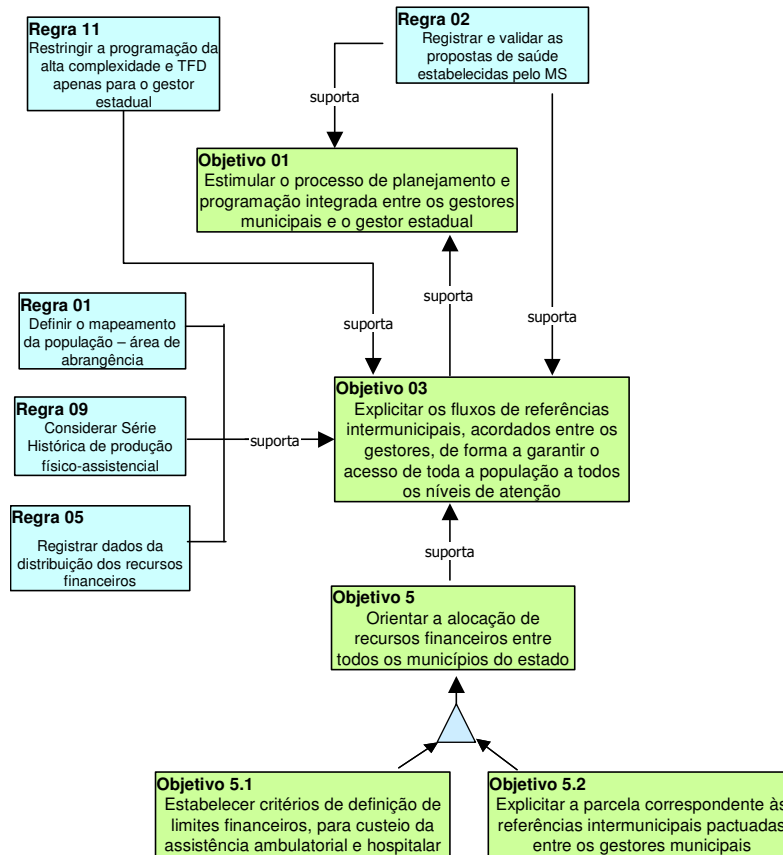 Regra 11
Restringir a programação da
alta complexidade e TFD
apenas para o gestor
estadual
Regra 02
Registrar e validar as
propostas de saúde
estabelecidas pelo MS
suporta
Objetivo 01
Estimular o processo de planejamento e
programação integrada entre os gestores
municipais e o gestor estadual
suporta
suporta
suporta
Regra 01
Definir o mapeamento
da população – área de
abrangência
Regra 09
Considerar Série
Histórica de produção
físico-assistencial
suporta
Regra 05
Registrar dados da
distribuição dos recursos
financeiros
Objetivo 03
Explicitar os fluxos de referências
intermunicipais, acordados entre os
gestores, de forma a garantir o
acesso de toda a população a todos
os níveis de atenção
suporta
Objetivo 5
Orientar a alocação de
recursos financeiros entre
todos os municípios do estado
Objetivo 5.1
Estabelecer critérios de definição de
limites financeiros, para custeio da
assistência ambulatorial e hospitalar
Objetivo 5.2
Explicitar a parcela correspondente às
referências intermunicipais pactuadas
entre os gestores municipais